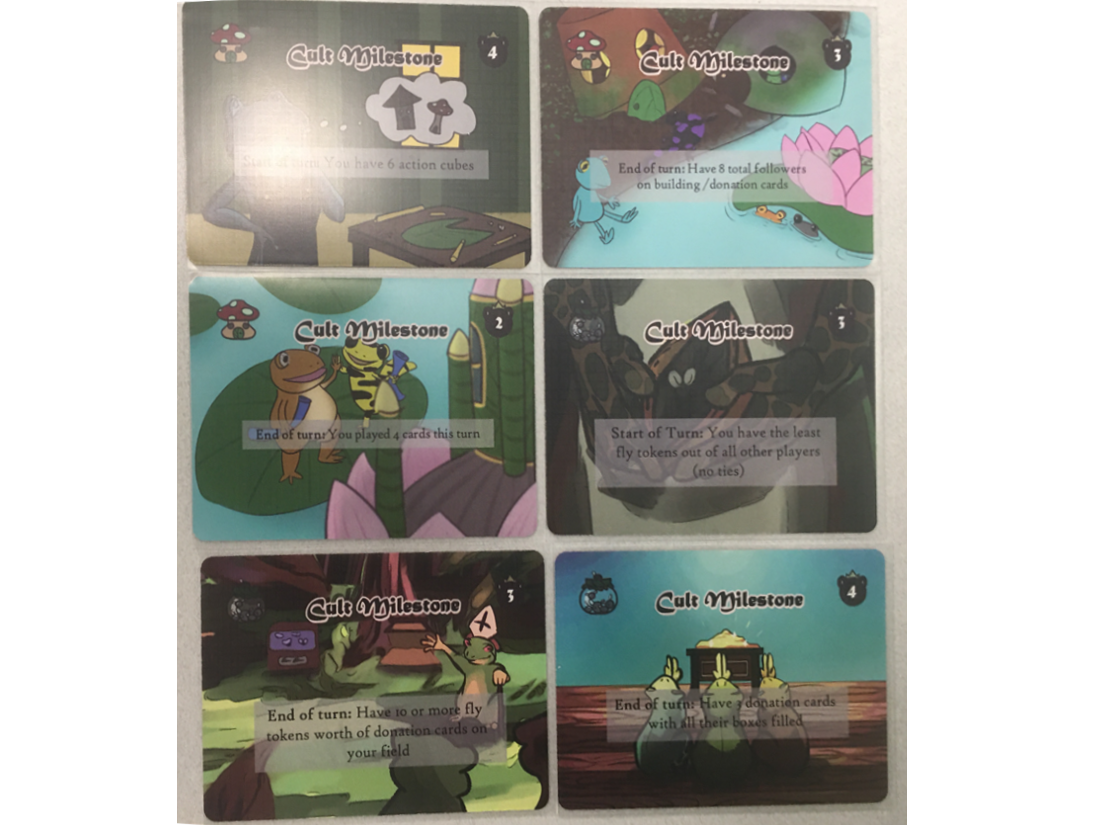 Cult Milestone
4
Start of turn: You have 6 action cubes
Cult Milestone
3
End of turn: Have 8 total followers
on building /donation cards
Cult Milestone
2
End of turn: You played 4 cards this turn
Cult Milestone
3
Start of Turn: You have the least
fly tokens out of all other players
(no ties)
Cult Milestone
3
End of turn: Have 10 or more fly
tokens worth of donation cards on
your field
Cult Milestone
4
End of turn: Have 3 donation cards
with all their boxes filled